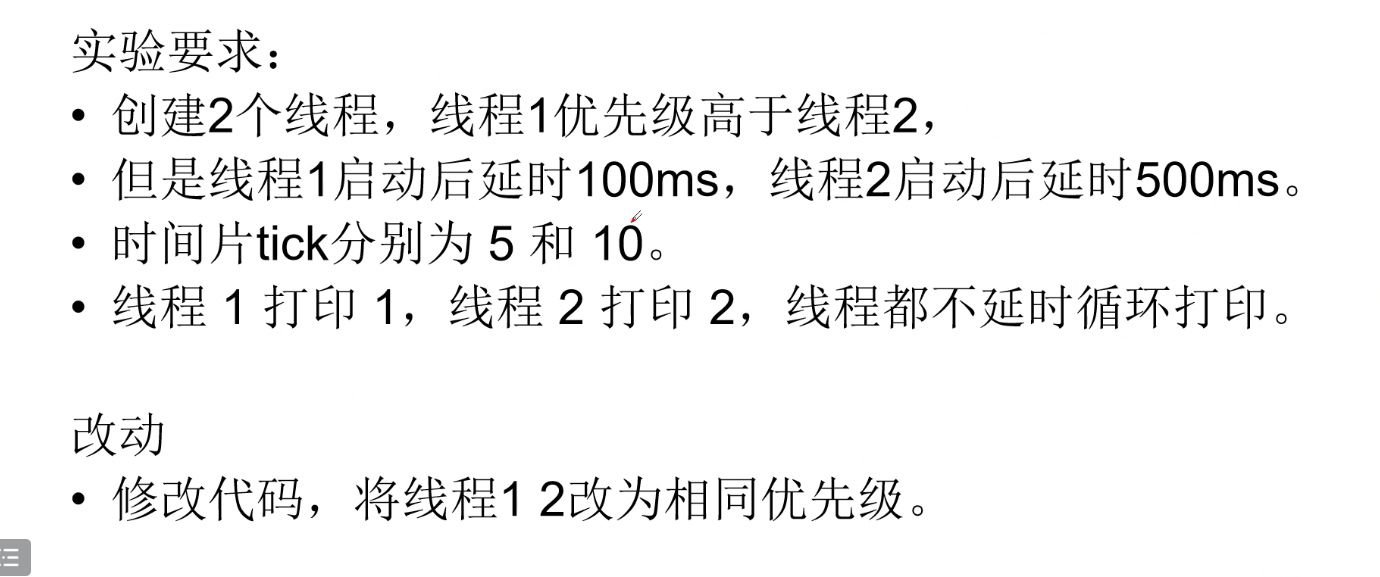 实验要求：
• 创建2个线程，线程1优先级高于线程2，
• 但是线程1启动后延时100ms，线程2启动后延时500ms。
• 时间片tick分别为 5 和 10。
• 线程 1 打印 1，线程 2 打印 2，线程都不延时循环打印。
改动
• 修改代码，将线程1 2改为相同优先级。